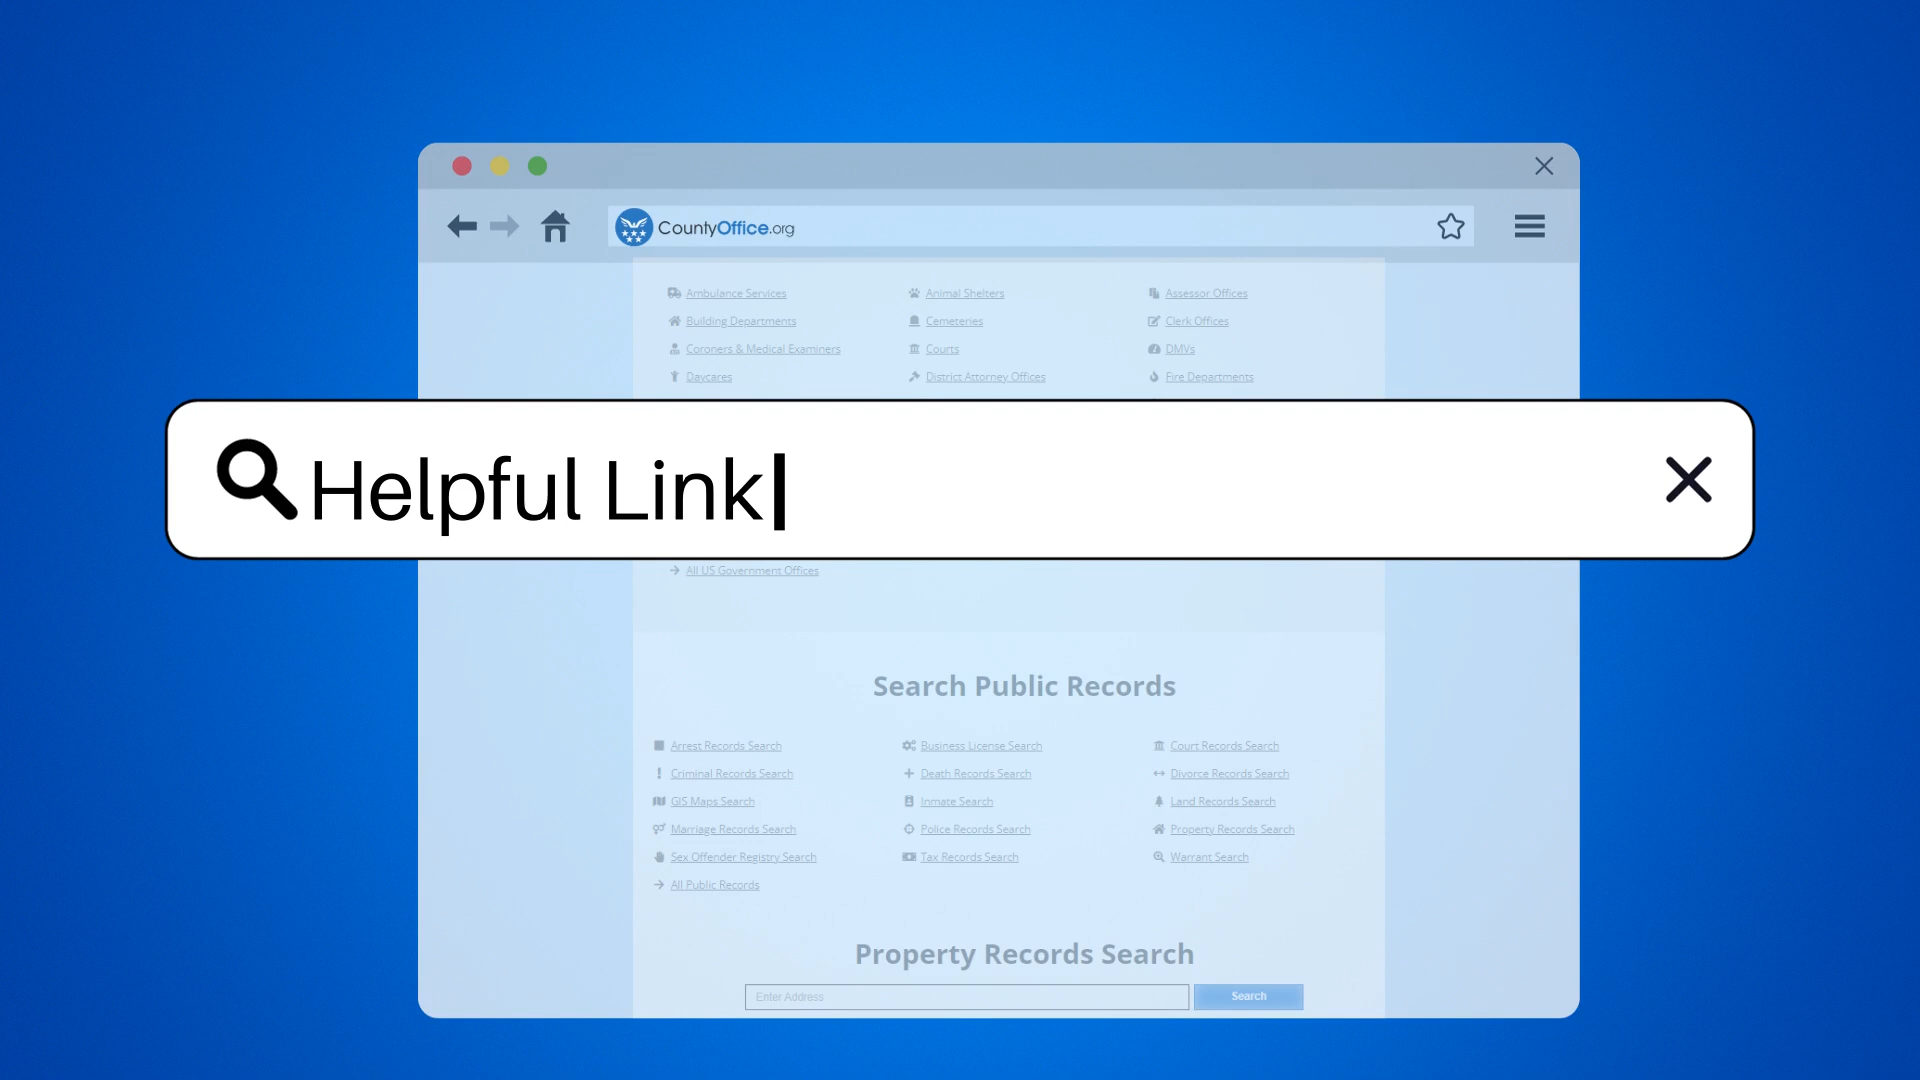 CountyOffice.org
Ambulance Services Animal Shelters Assessor Offices
Building Departments Cemeteries Clerk Offices
Coroners & Medical Examiners Courts DMVs
Daycares District Attorney Offices Fire Departments
Helpful Link
All US Government Offices
Search Public Records
Arrest Records Search Business License Search Court Records Search
Criminal Records Search Death Records Search Divorce Records Search
GIS Maps Search Inmate Search Land Records Search
Marriage Records Search Police Records Search Property Records Search
Sex Offender Registry Search Tax Records Search Warrant Search
All Public Records
Property Records Search
Enter Address Search